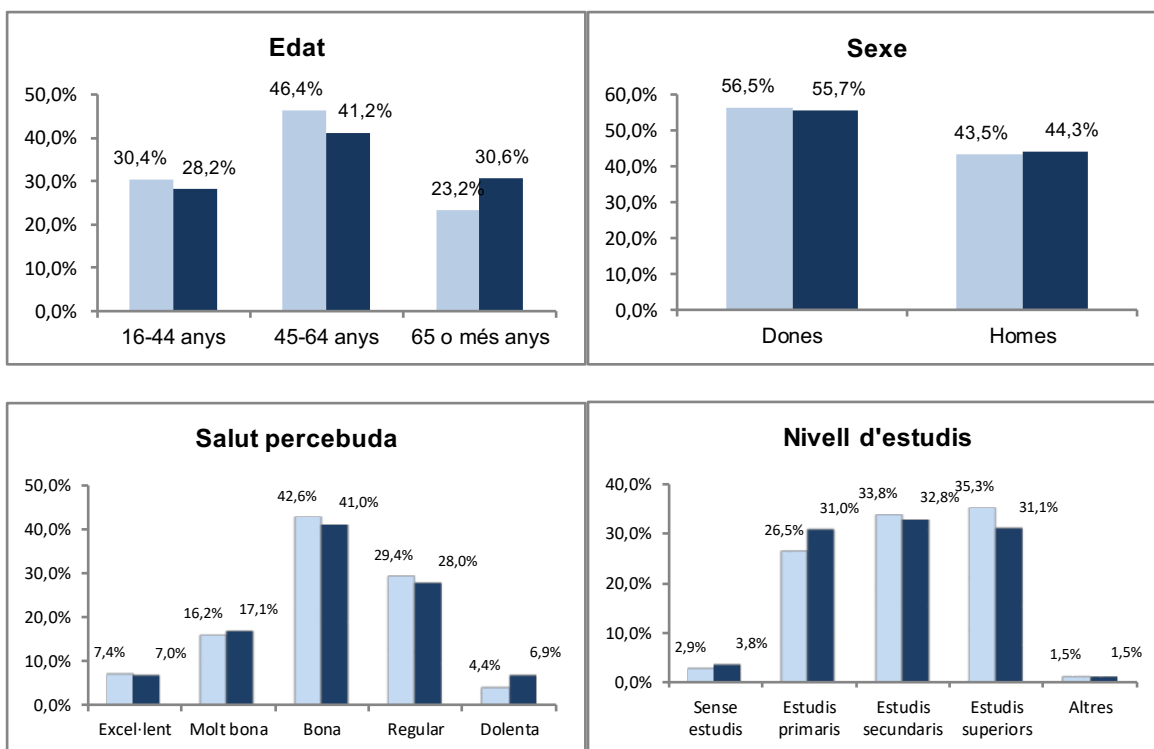 Edat
50,0%
40,0%
30,0%
20,0%
10,0%
0,0%
30,4%
28,2%
46,4%
41,2%
23,2%
30,6%
16-44 anys
45-64 anys
65 o més anys
Sexe
60,0%
50,0%
40,0%
30,0%
20,0%
10,0%
0,0%
56,5%
55,7%
43,5%
44,3%
Dones
Homes
Salut percebuda
50,0%
40,0%
30,0%
20,0%
10,0%
0,0%
7,4%
7,0%
16,2%
17,1%
42,6%
41,0%
29,4%
28,0%
4,4%
6,9%
Excel·lent
Molt bona
Bona
Regular
Dolenta
Nivell d'estudis
40,0%
30,0%
20,0%
10,0%
0,0%
2,9%
3,8%
26,5%
31,0%
33,8%
32,8%
35,3%
31,1%
1,5%
1,5%
Sense
estudis
Estudis
primaris
Estudis
secundaris
Estudis
superiors
Altres